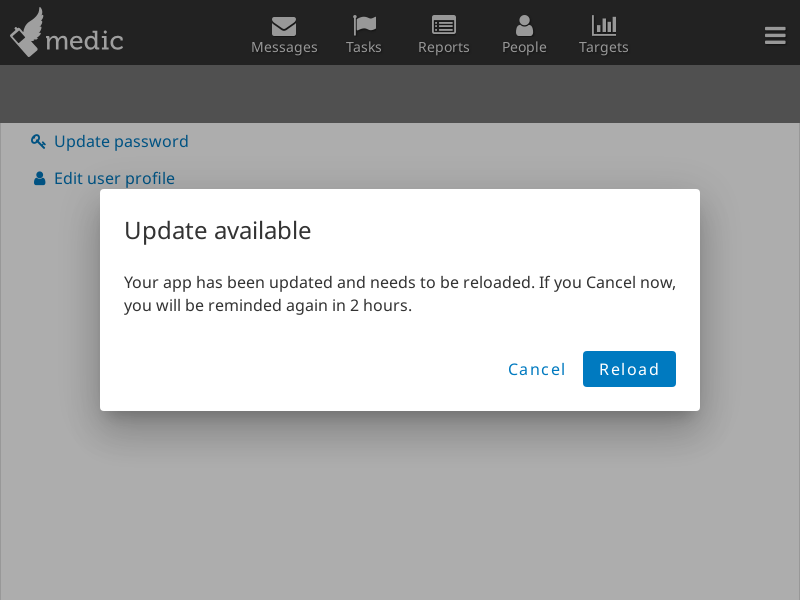 medic
Messages
Tasks
Reports
People
Targets
Update password
Edit user profile
Update available
Your app has been updated and needs to be reloaded. If you Cancel now,
you will be reminded again in 2 hours.
Cancel
Reload